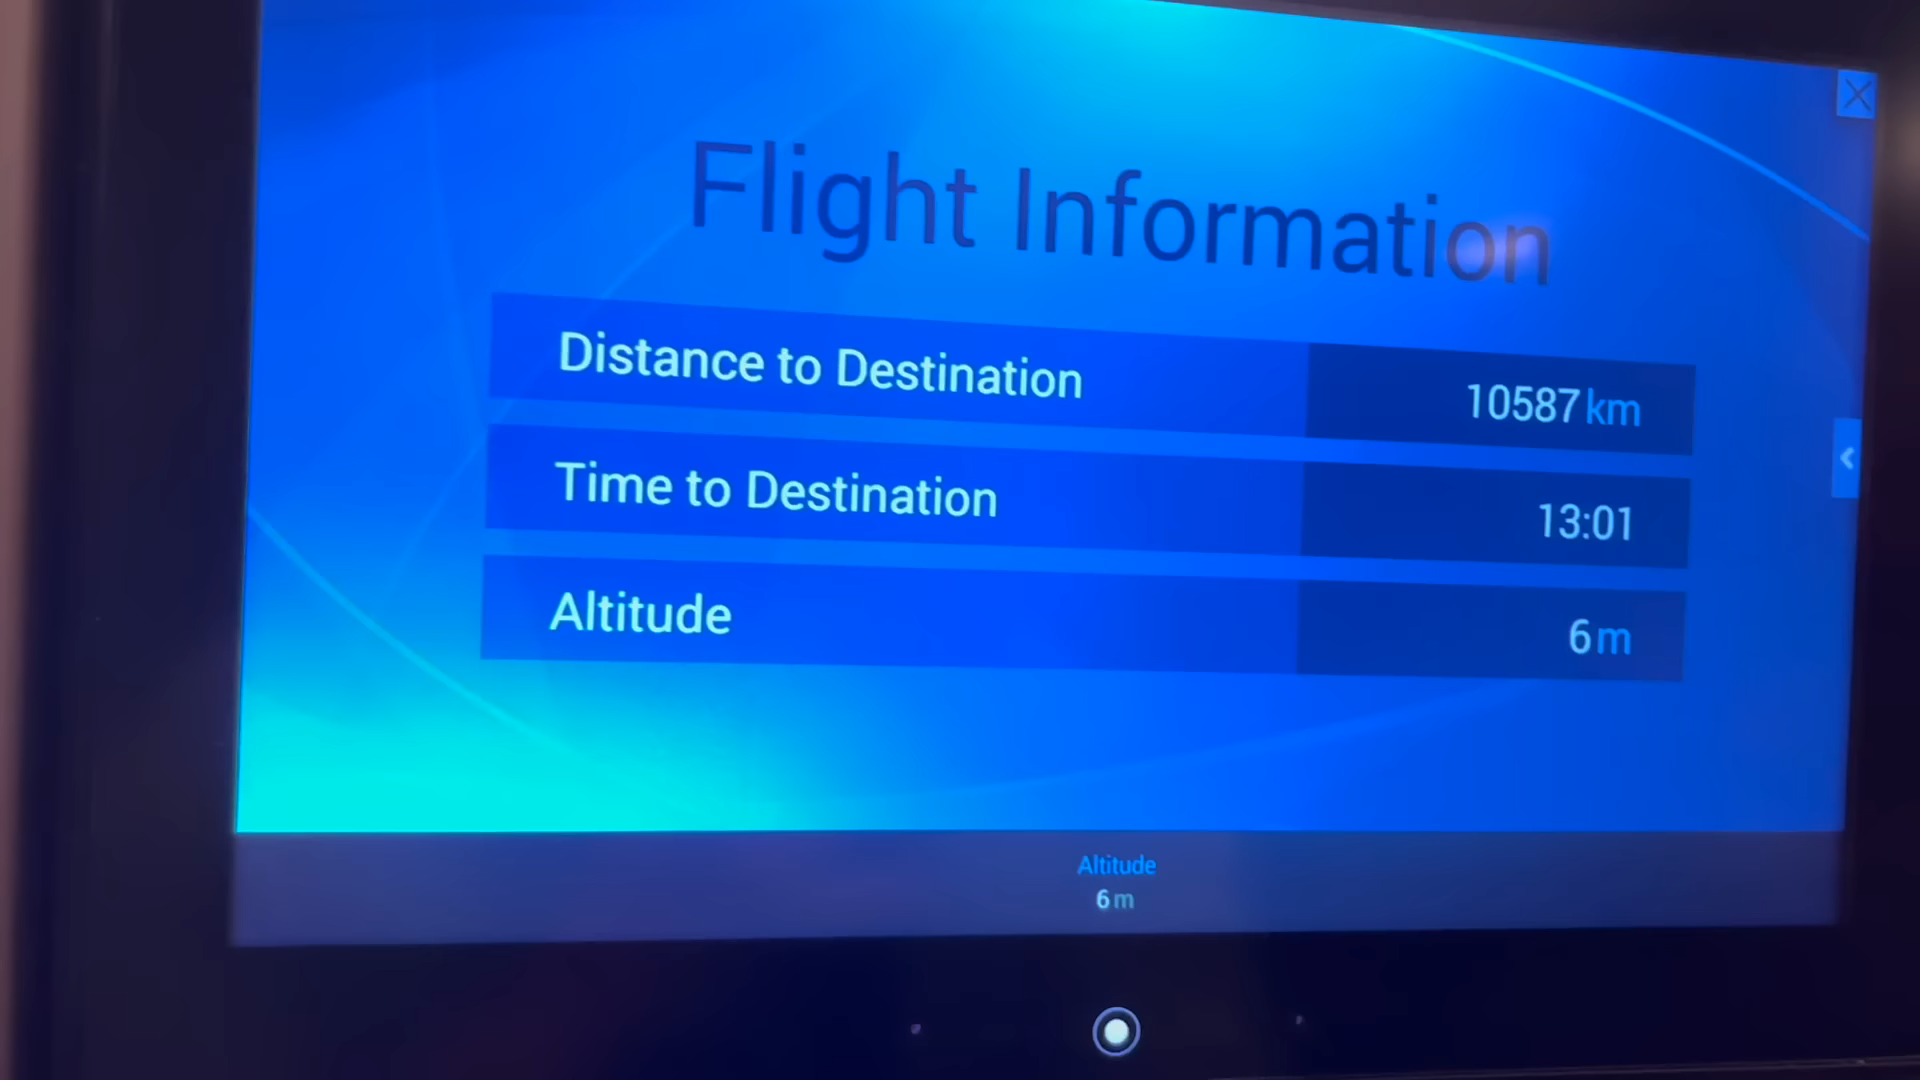 Flight Information
Distance to Destination 10587 km
Time to Destination 13:01
Altitude 6 m
Altitude
6 m